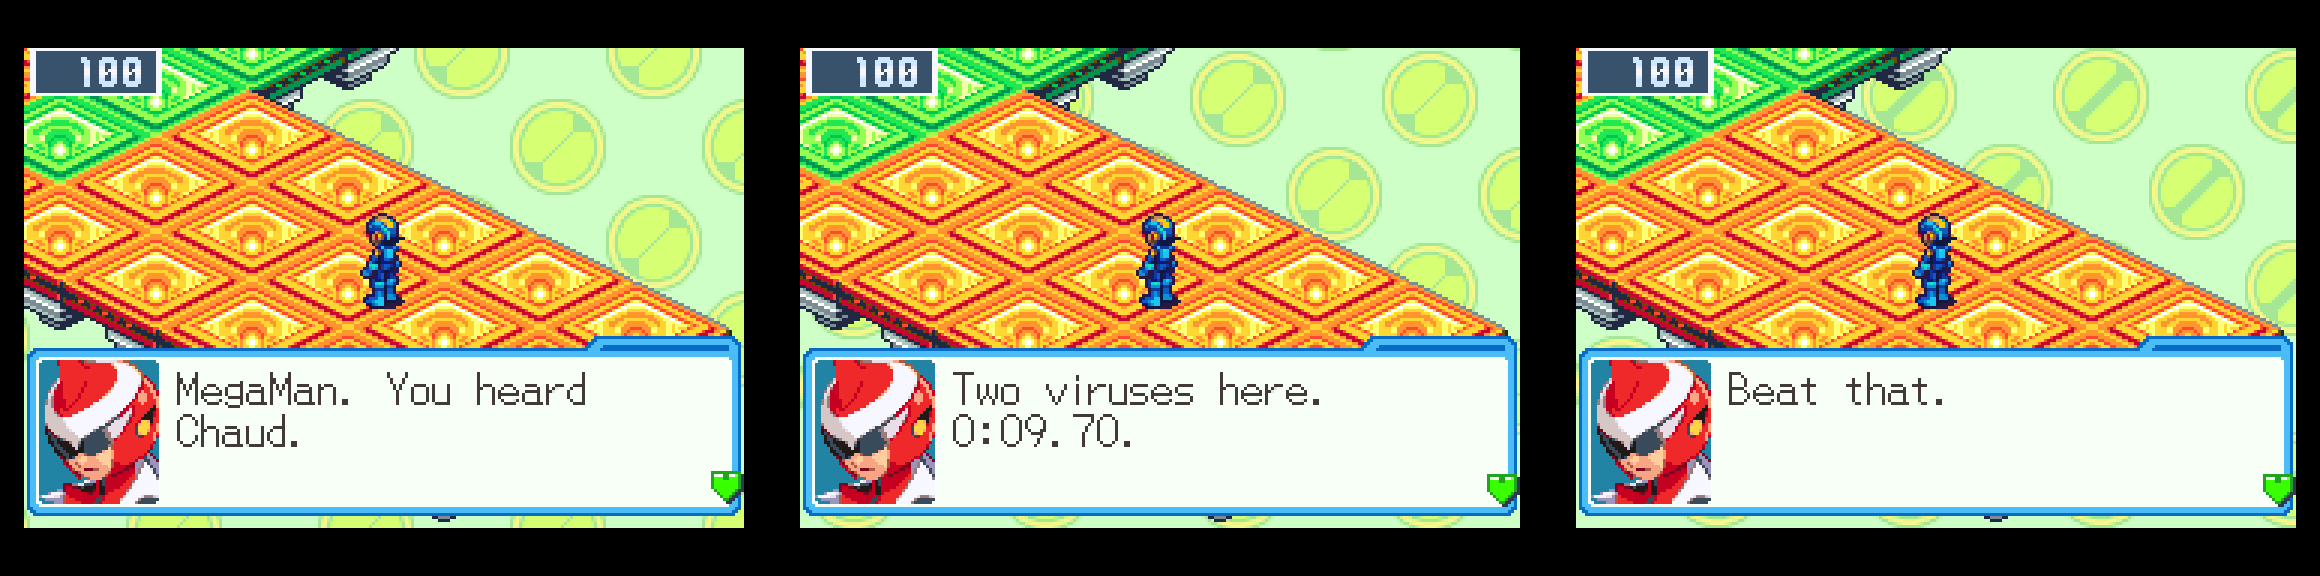 100
MegaMan. You heard
Chaud.
100
Two viruses here.
0:09.70.
100
Beat that.